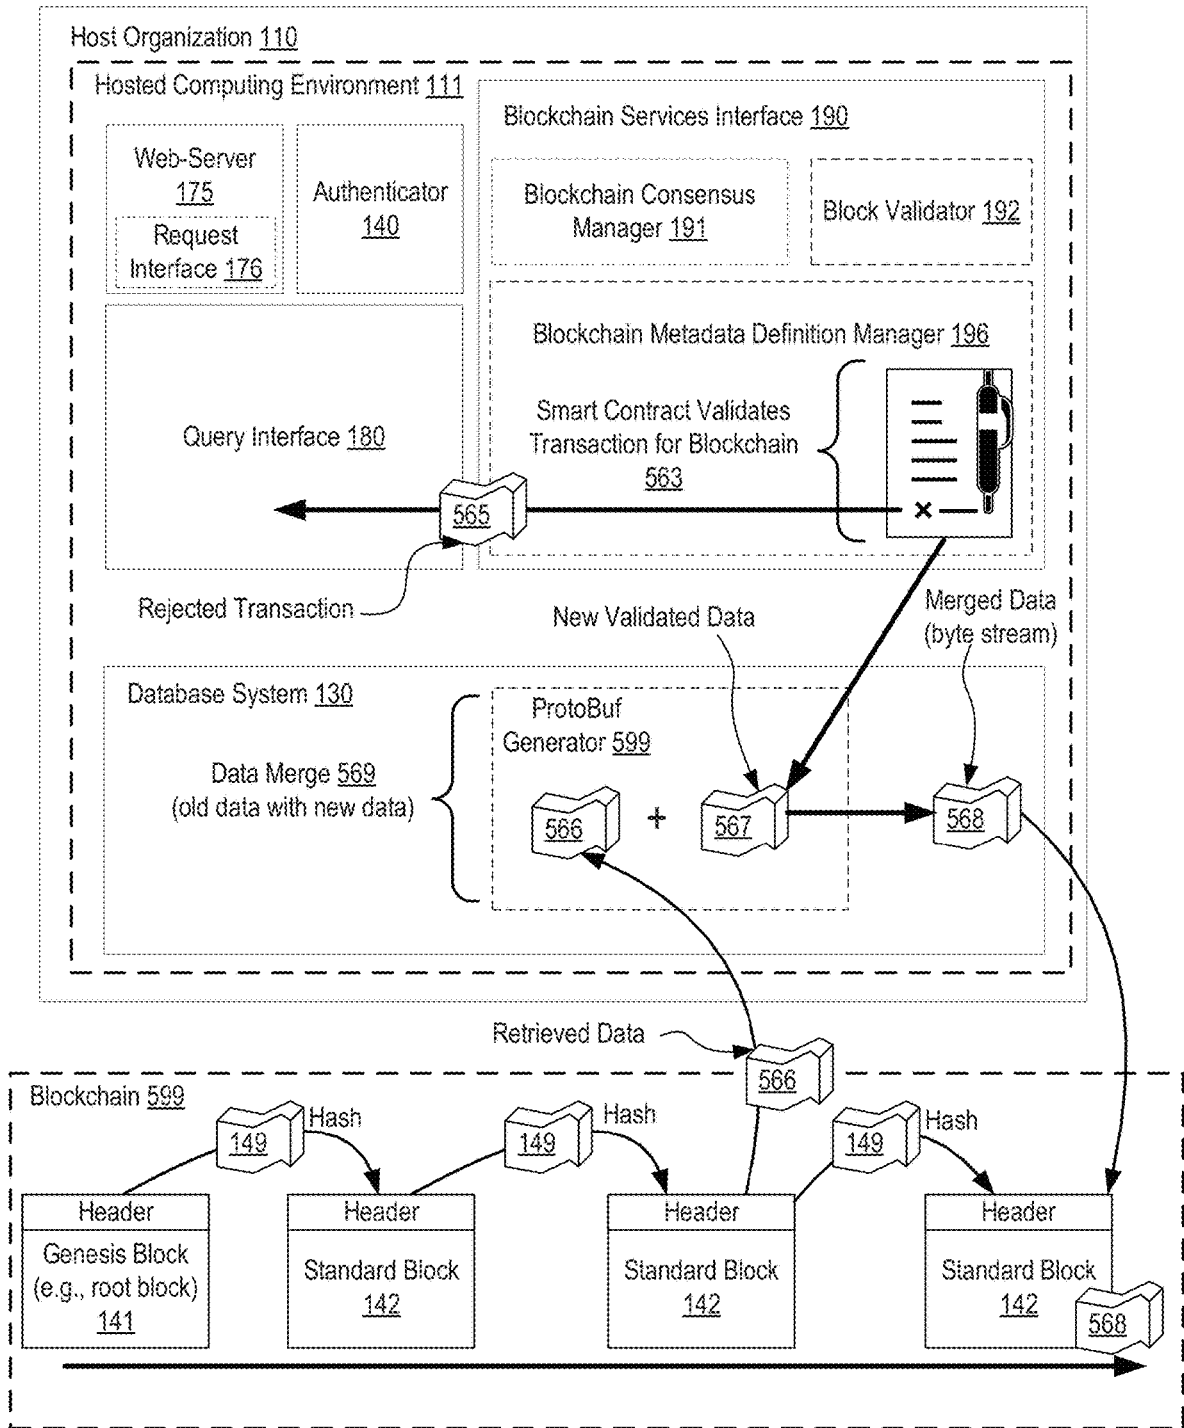 Host Organization 110
Hosted Computing Environment 111
Web-Server
175
Request
Interface 176
Authenticator
140
Blockchain Services Interface 190
Blockchain Consensus
Manager 191
Block Validator 192
Query Interface 180
Blockchain Metadata Definition Manager 196
Smart Contract Validates
Transaction for Blockchain
563
×
565
Rejected Transaction
New Validated Data
Merged Data
(byte stream)
Database System 130
Data Merge 569
(old data with new data)
ProtoBuf
Generator 599
566
+
567
568
Retrieved Data
566
Blockchain 599
149
Hash
149
Hash
149
Hash
Header
Genesis Block
(e.g., root block)
141
Header
Standard Block
142
Header
Standard Block
142
Header
Standard Block
142
568